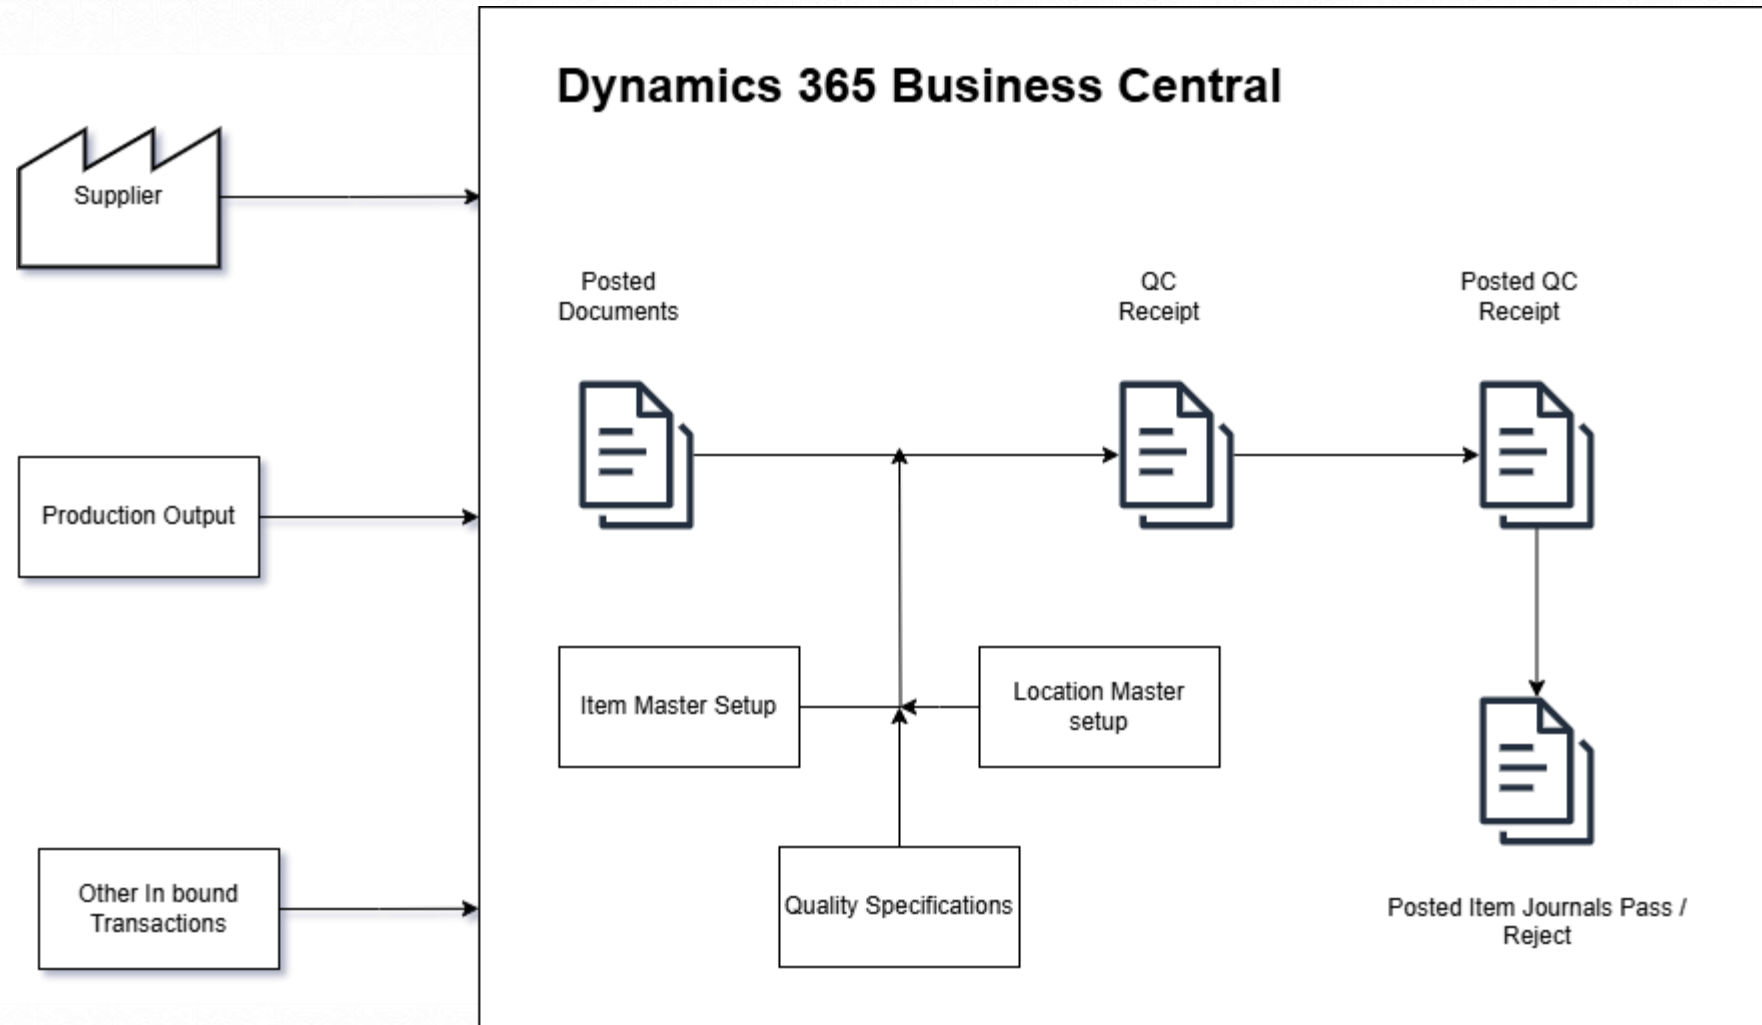 Dynamics 365 Business Central
Supplier
Posted
Documents
QC
Receipt
Posted QC
Receipt
Production Output
Item Master Setup
Location Master
setup
Other In bound
Transactions
Quality Specifications
Posted Item Journals Pass /
Reject